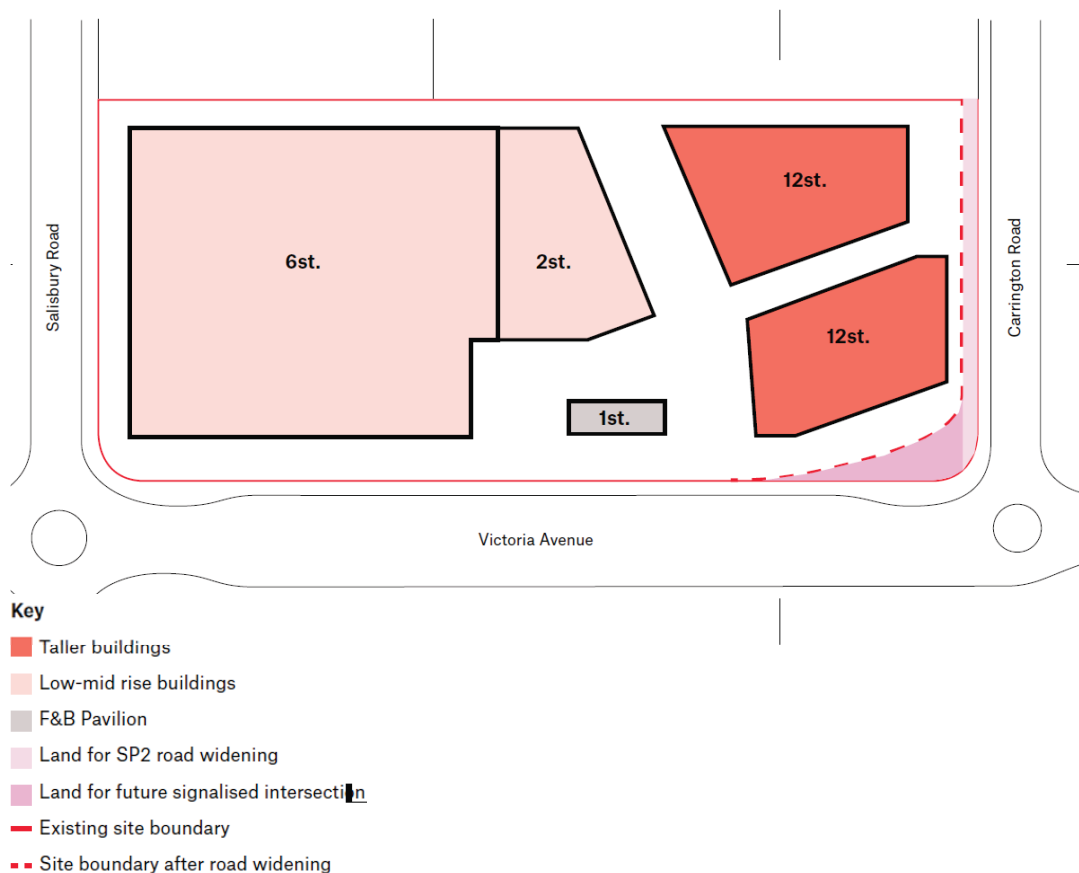 12st.
6st.
2st.
Salisbury Road
Carrington Road
12st.
1st.
Victoria Avenue
Key
Taller buildings
Low-mid rise buildings
F&B Pavilion
Land for SP2 road widening
Land for future signalised intersection
Existing site boundary
Site boundary after road widening